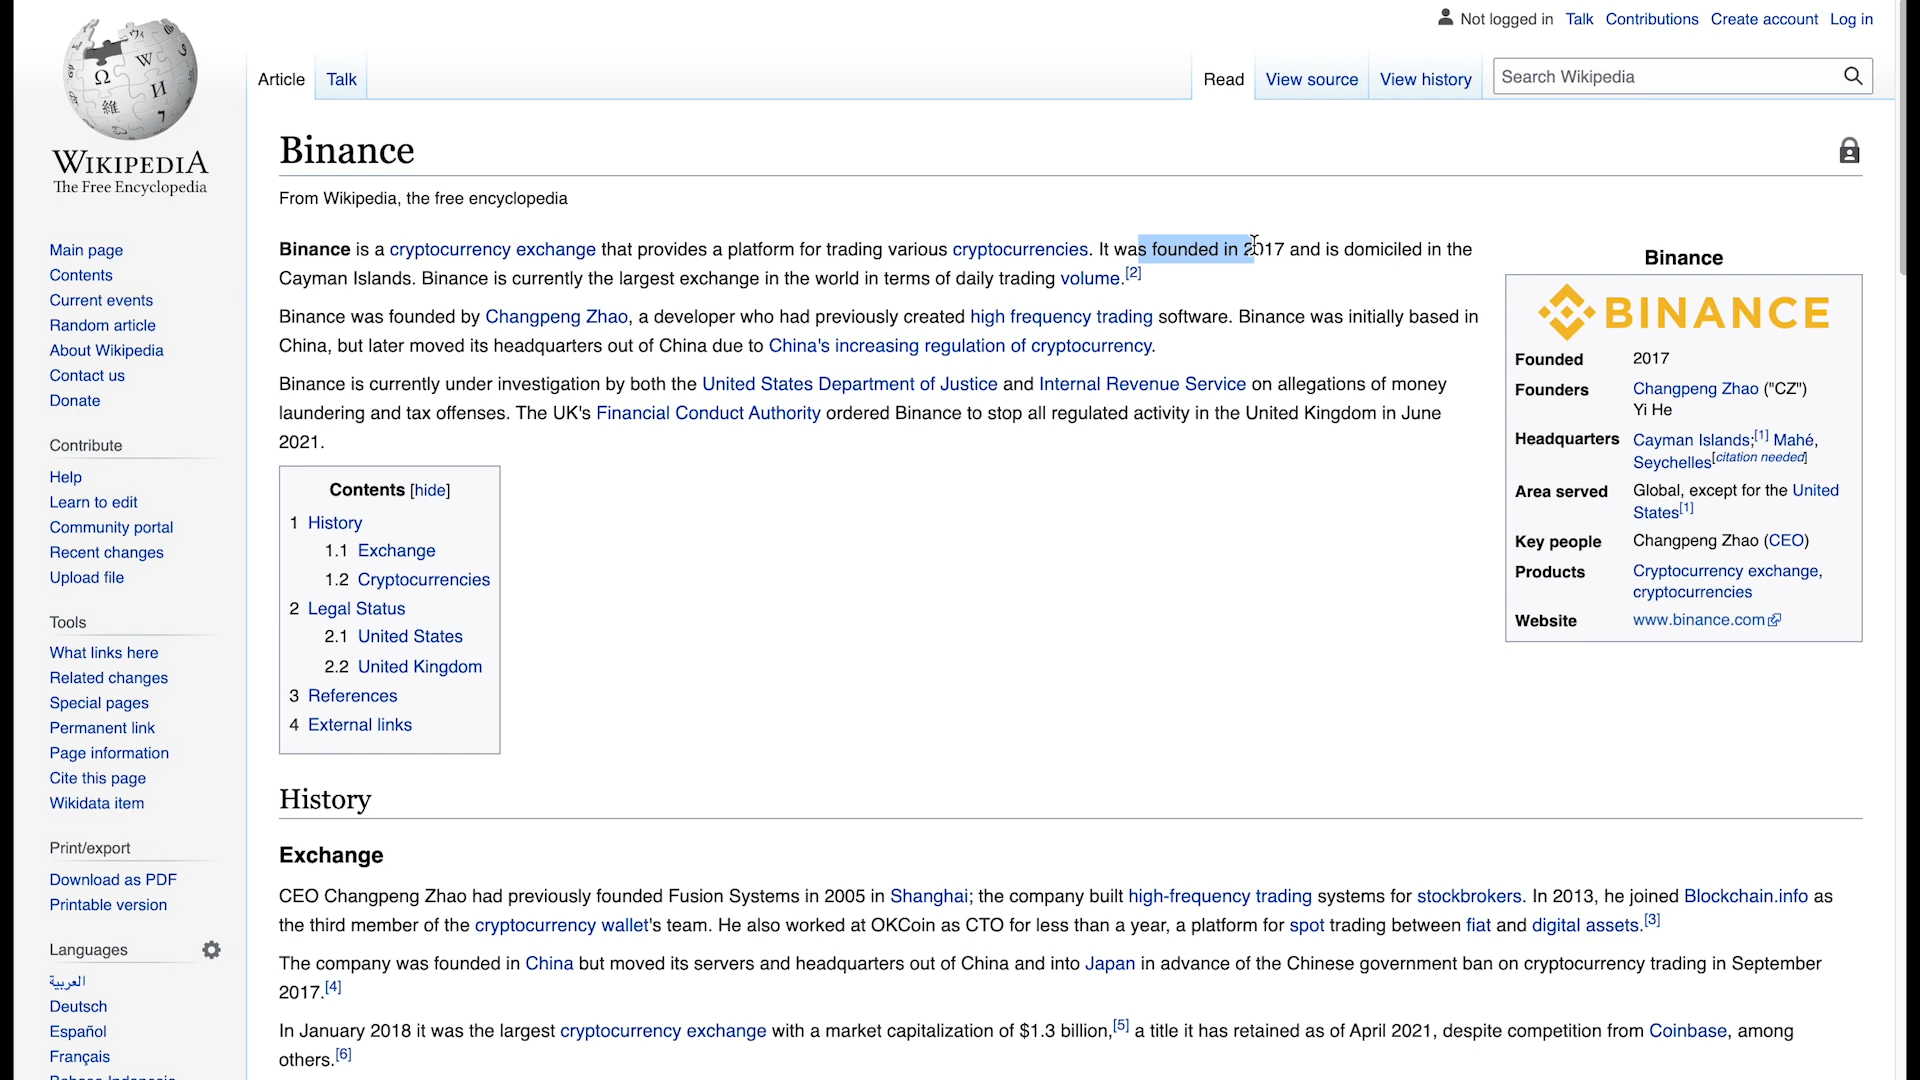 Not logged in Talk Contributions Create account Log in
Article Talk Read View source View history Search Wikipedia
WIKIPEDIA
The Free Encyclopedia
Main page
Contents
Current events
Random article
About Wikipedia
Contact us
Donate
Contribute
Help
Learn to edit
Community portal
Recent changes
Upload file
Tools
What links here
Related changes
Special pages
Permanent link
Page information
Cite this page
Wikidata item
Print/export
Download as PDF
Printable version
Languages
العربية
Deutsch
Español
Français
Binance
From Wikipedia, the free encyclopedia
Binance is a cryptocurrency exchange that provides a platform for trading various cryptocurrencies. It was founded in 2017 and is domiciled in the
Cayman Islands. Binance is currently the largest exchange in the world in terms of daily trading volume.[2]
Binance was founded by Changpeng Zhao, a developer who had previously created high frequency trading software. Binance was initially based in
China, but later moved its headquarters out of China due to China's increasing regulation of cryptocurrency.
Binance is currently under investigation by both the United States Department of Justice and Internal Revenue Service on allegations of money
laundering and tax offenses. The UK's Financial Conduct Authority ordered Binance to stop all regulated activity in the United Kingdom in June
2021.
Binance
BINANCE
Founded 2017
Founders Changpeng Zhao ("CZ")
Yi He
Headquarters Cayman Islands;[1] Mahé,
Seychelles[citation needed]
Area served Global, except for the United
States[1]
Key people Changpeng Zhao (CEO)
Products Cryptocurrency exchange,
cryptocurrencies
Website www.binance.com
Contents [hide]
1 History
1.1 Exchange
1.2 Cryptocurrencies
2 Legal Status
2.1 United States
2.2 United Kingdom
3 References
4 External links
History
Exchange
CEO Changpeng Zhao had previously founded Fusion Systems in 2005 in Shanghai; the company built high-frequency trading systems for stockbrokers. In 2013, he joined Blockchain.info as
the third member of the cryptocurrency wallet's team. He also worked at OKCoin as CTO for less than a year, a platform for spot trading between fiat and digital assets.[3]
The company was founded in China but moved its servers and headquarters out of China and into Japan in advance of the Chinese government ban on cryptocurrency trading in September
2017.[4]
In January 2018 it was the largest cryptocurrency exchange with a market capitalization of $1.3 billion,[5] a title it has retained as of April 2021, despite competition from Coinbase, among
others.[6]